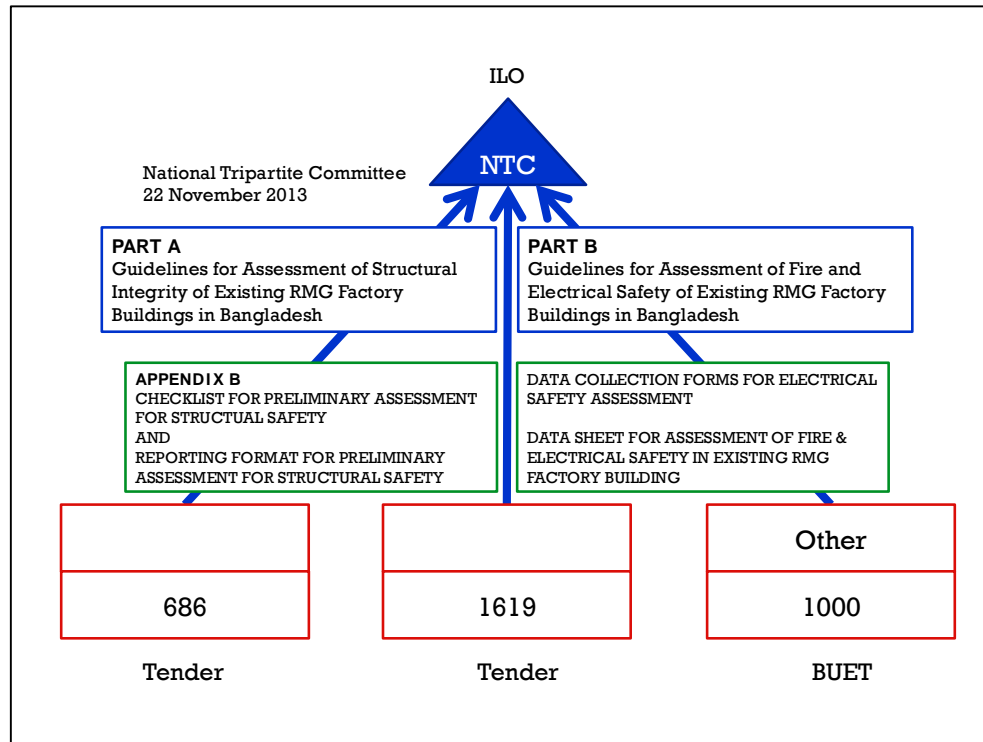 ILO
NTC
National Tripartite Committee
22 November 2013
PART A
Guidelines for Assessment of Structural
Integrity of Existing RMG Factory
Buildings in Bangladesh
PART B
Guidelines for Assessment of Fire and
Electrical Safety of Existing RMG Factory
Buildings in Bangladesh
APPENDIX B
CHECKLIST FOR PRELIMINARY ASSESSMENT
FOR STRUCTUAL SAFETY
AND
REPORTING FORMAT FOR PRELIMINARY
ASSESSMENT FOR STRUCTURAL SAFETY
DATA COLLECTION FORMS FOR ELECTRICAL
SAFETY ASSESSMENT
DATA SHEET FOR ASSESSMENT OF FIRE &
ELECTRICAL SAFETY IN EXISTING RMG
FACTORY BUILDING
Other
686
1619
1000
Tender
Tender
BUET